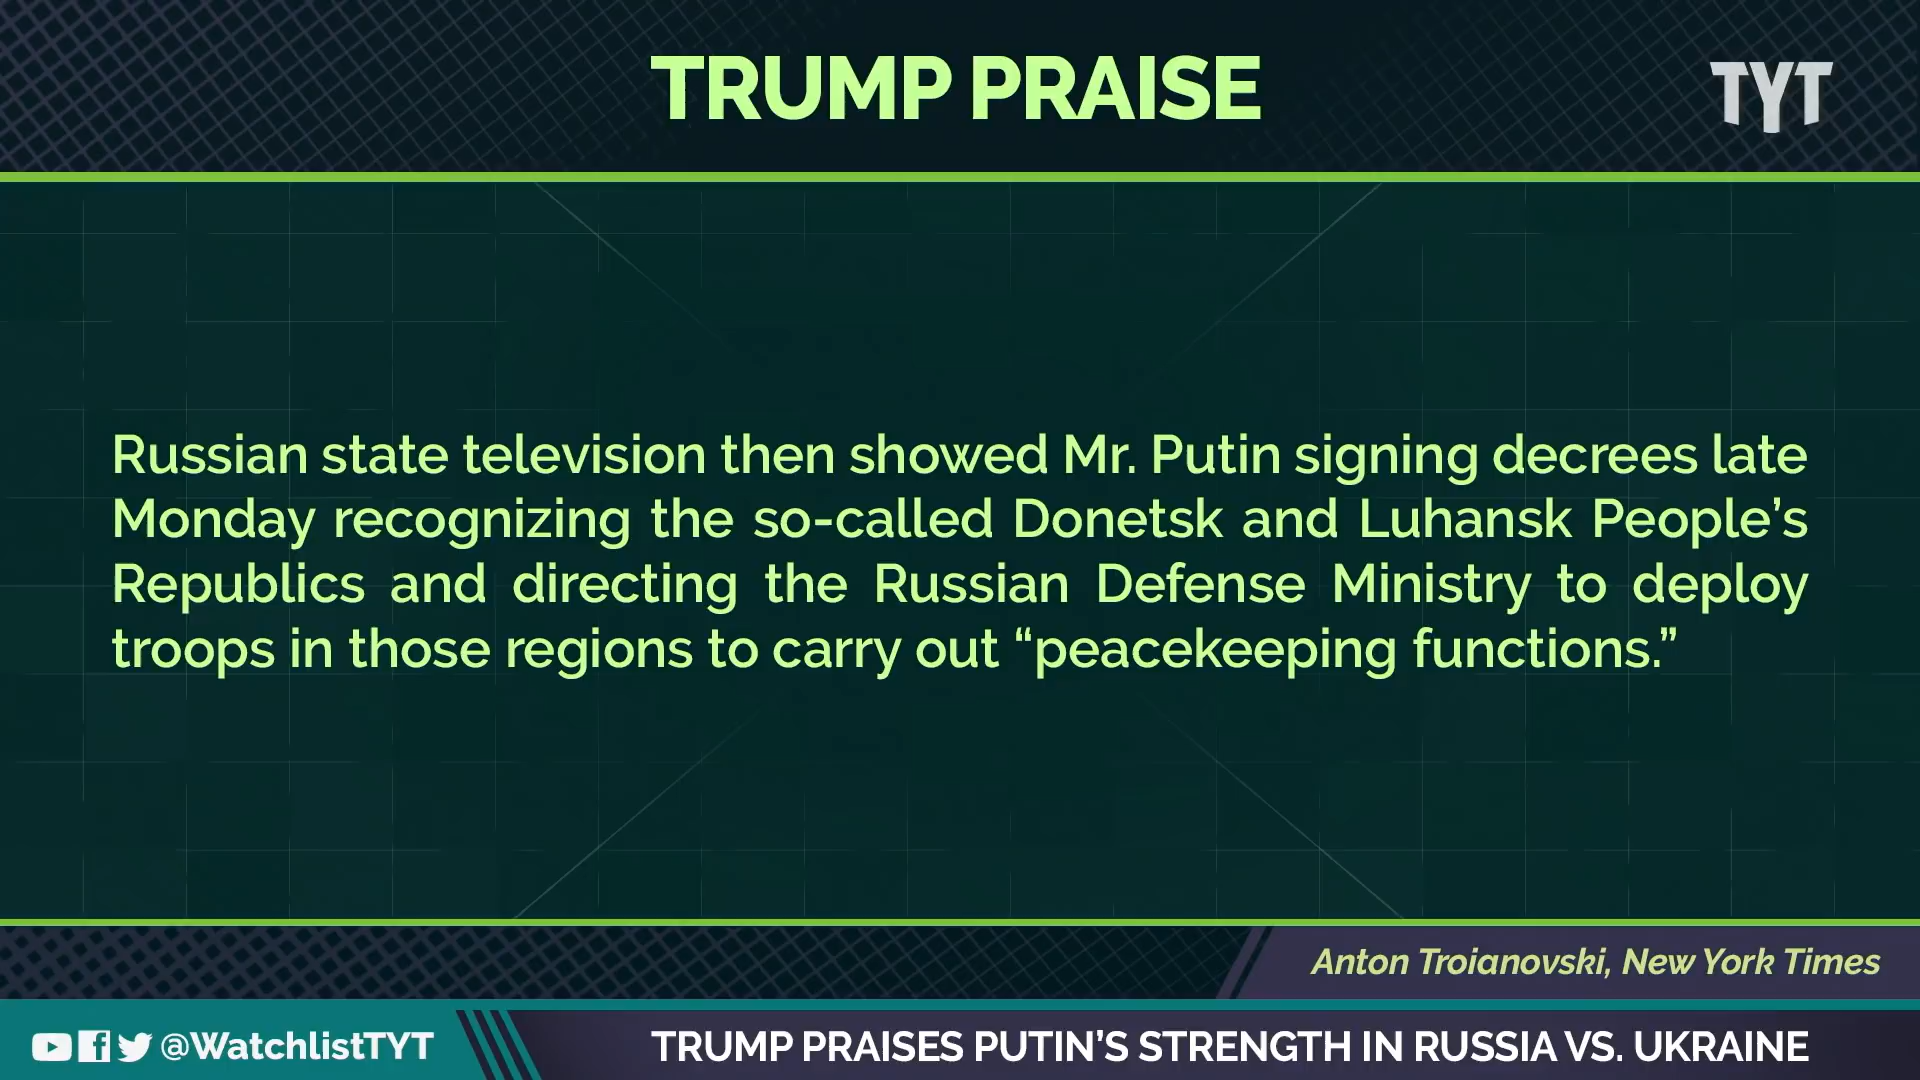 TRUMP PRAISE
TYT
Russian state television then showed Mr. Putin signing decrees late
Monday recognizing the so-called Donetsk and Luhansk People’s
Republics and directing the Russian Defense Ministry to deploy
troops in those regions to carry out “peacekeeping functions.”
Anton Troianovski, New York Times
@WatchlistTYT
TRUMP PRAISES PUTIN’S STRENGTH IN RUSSIA VS. UKRAINE